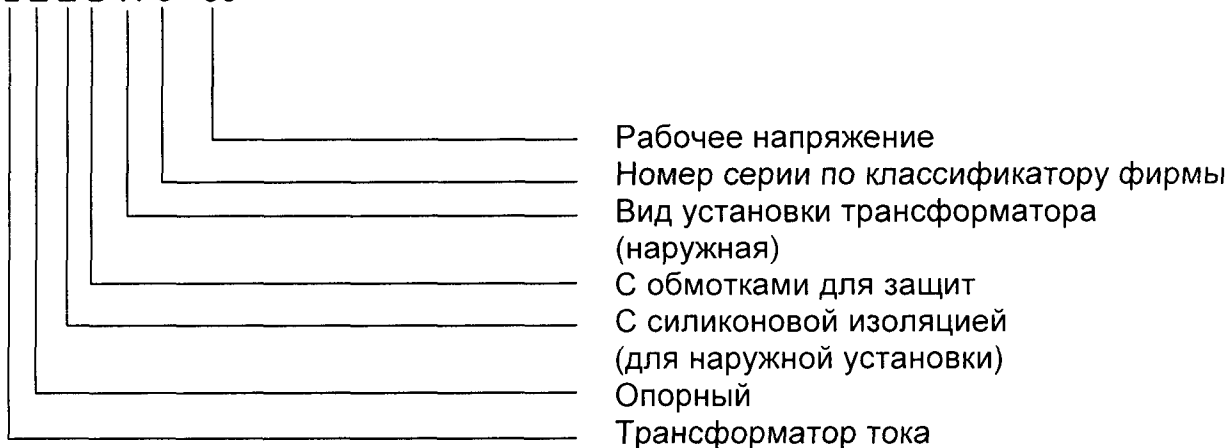 Рабочее напряжение
Номер серии по классификатору фирмы
Вид установки трансформатора
(наружная)
С обмотками для защит
С силиконовой изоляцией
(для наружной установки)
Опорный
Трансформатор тока